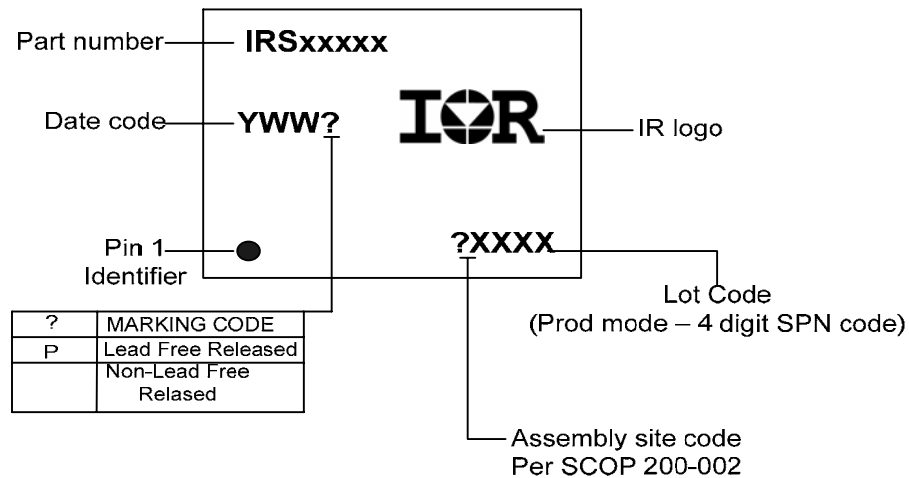 Part number
IRSxxxxx
Date code
YWW?
IOR
IR logo
Pin 1
Identifier
?XXXX
Lot Code
(Prod mode – 4 digit SPN code)
? MARKING CODE
P Lead Free Released
Non-Lead Free
Relased
Assembly site code
Per SCOP 200-002